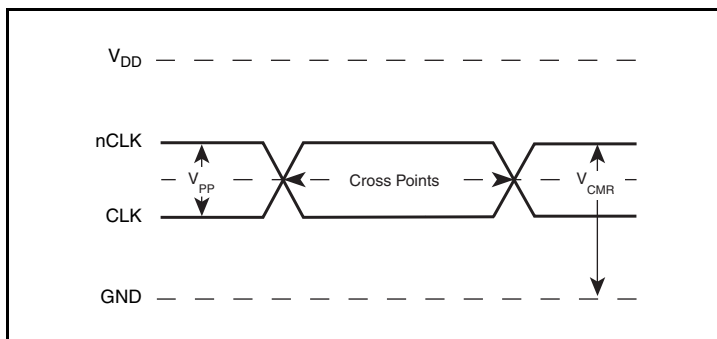 VDD
nCLK
VPP
Cross Points
VCMR
CLK
GND